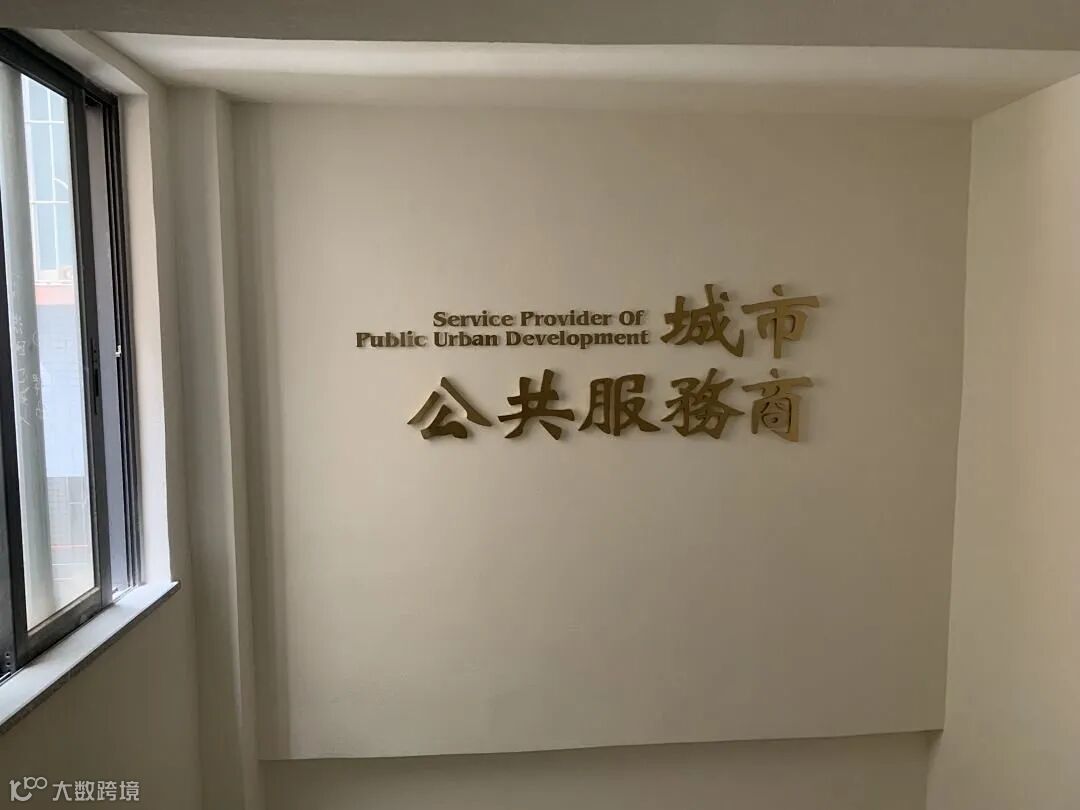 Service Provider Of
Public Urban Development 城市
公共服務商
大数跨境